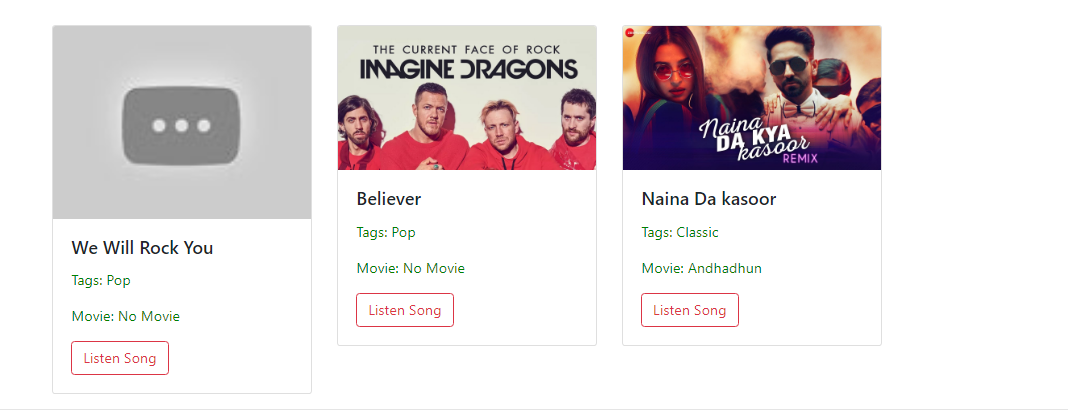 We Will Rock You
Tags: Pop
Movie: No Movie
Listen Song
THE CURRENT FACE OF ROCK
IMAGINE DRAGONS
Believer
Tags: Pop
Movie: No Movie
Listen Song
Naina
DA KYA
kasoor
REMIX
Naina Da kasoor
Tags: Classic
Movie: Andhadhun
Listen Song